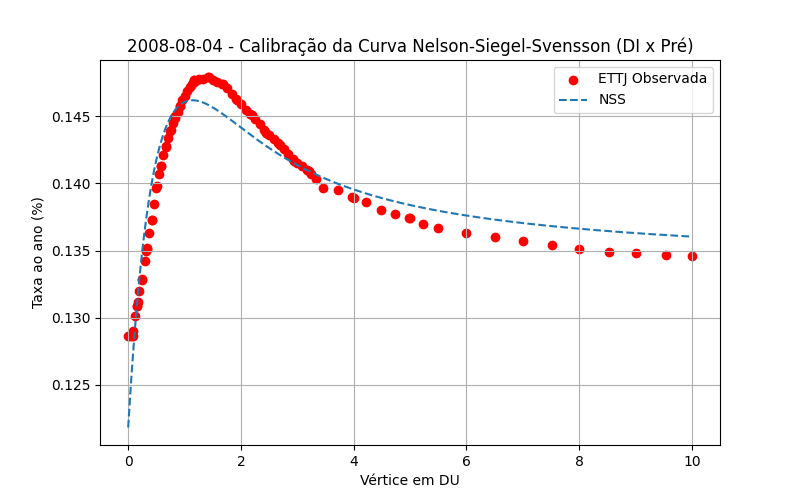 2008-08-04 - Calibração da Curva Nelson-Siegel-Svensson (DI x Pré)
ETTJ Observada
NSS
Taxa ao ano (%)
0.145
0.140
0.135
0.130
0.125
0 2 4 6 8 10
Vértice em DU